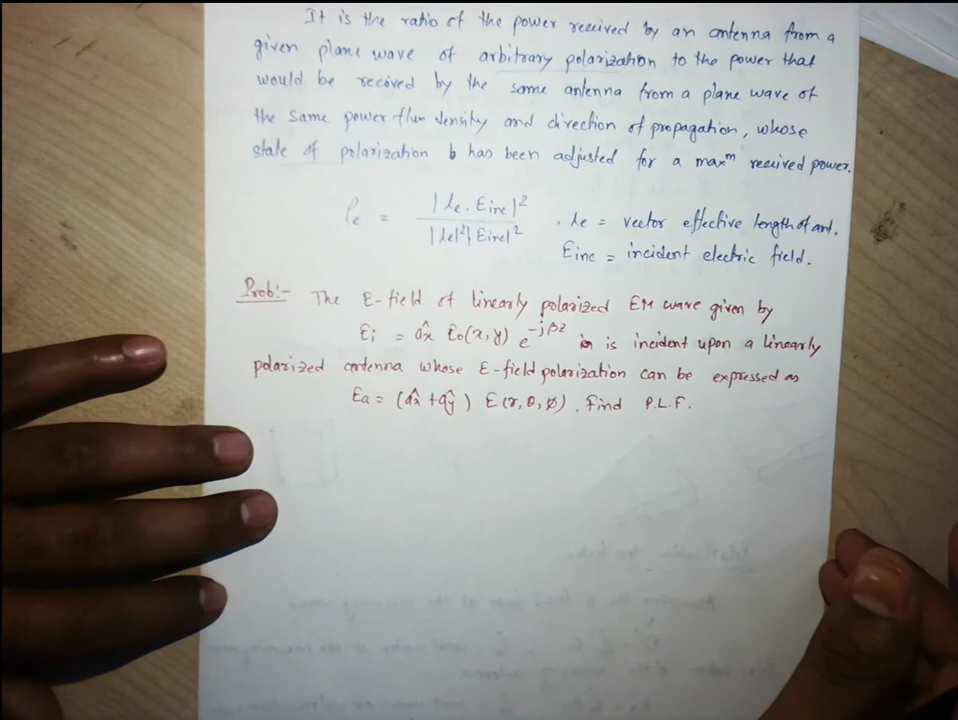 It is the ratio of the power received by an antenna from a
given plane wave of arbitrary polarization to the power that
would be recived by the same antenna from a plane wave of
the same power flux density and direction of propagation, whose
state of polarization has been adjusted for a maxᵐ received power.
Pe = |le . Einc|² / |le|²|Einc|² . le = vector effective length of ant.
Einc = incident electric field.
Prob:- The E-field of linearly polarized EM wave given by
Ei = âx E₀(x,y) e^-jβz is incident upon a linearly
polarized antenna whose E-field polarization can be expressed as
Ea = (âx + ây) E(r, θ, φ). Find P.L.F.